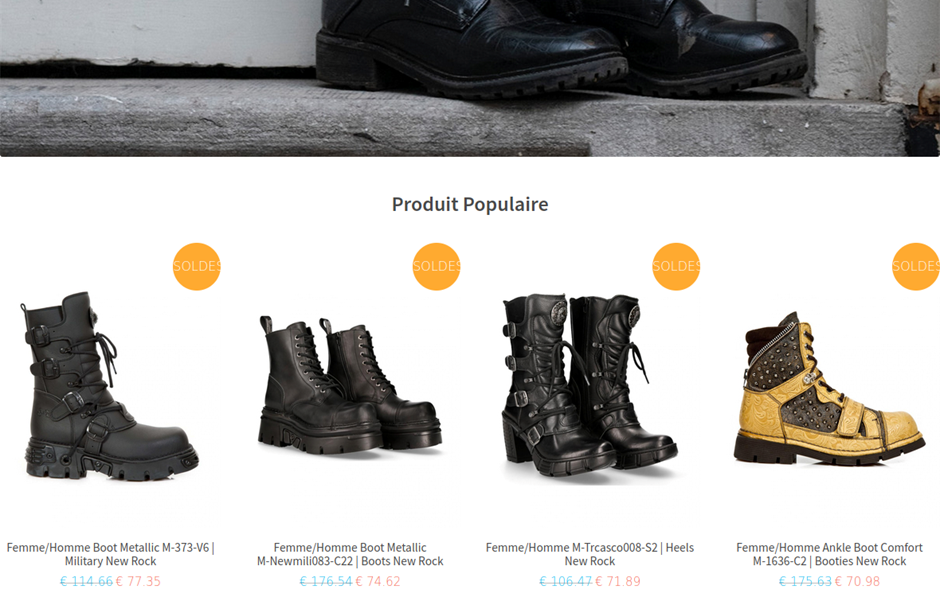 Produit Populaire
SOLDES
SOLDES
SOLDES
SOLDES
Femme/Homme Boot Metallic M-373-V6 |
Military New Rock
€ 114.66 € 77.35
Femme/Homme Boot Metallic
M-Newmili083-C22 | Boots New Rock
€ 176.54 € 74.62
Femme/Homme M-Trcasco008-S2 | Heels
New Rock
€ 106.47 € 71.89
Femme/Homme Ankle Boot Comfort
M-1636-C2 | Booties New Rock
€ 175.63 € 70.98